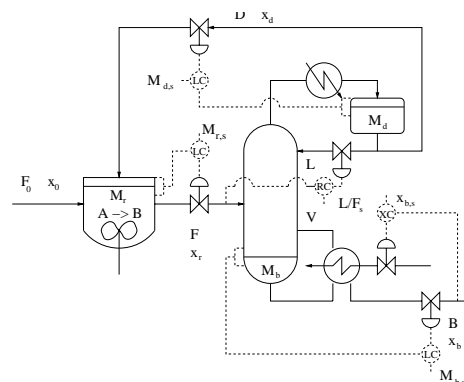 D x_d
LC
M_d,s
M_r,s
LC
M_d
L
RC
F_0 x_0
M_r
A -> B
L/F_s
x_b,s
XC
F
x_r
V
M_b
B
x_b
LC